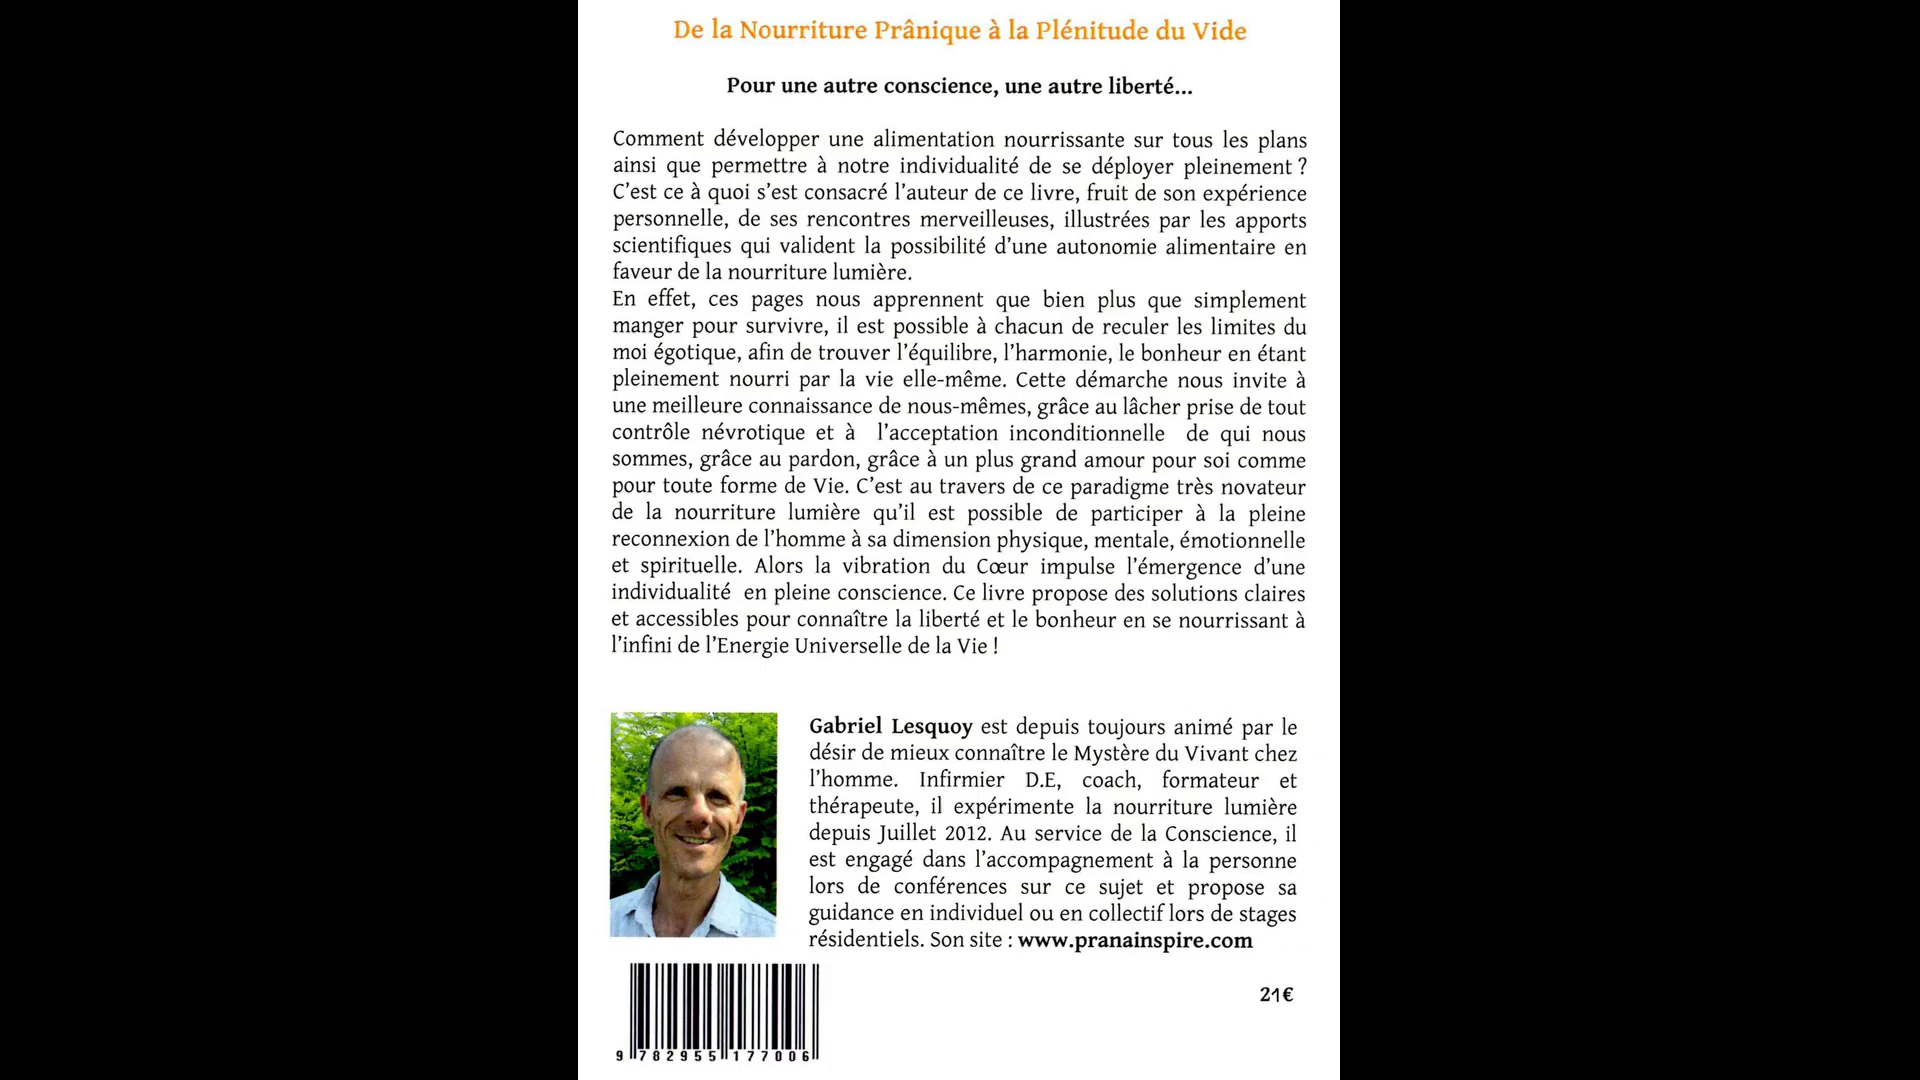 De la Nourriture Prânique à la Plénitude du Vide
Pour une autre conscience, une autre liberté...
Comment développer une alimentation nourrissante sur tous les plans
ainsi que permettre à notre individualité de se déployer pleinement ?
C’est ce à quoi s’est consacré l’auteur de ce livre, fruit de son expérience
personnelle, de ses rencontres merveilleuses, illustrées par les apports
scientifiques qui valident la possibilité d’une autonomie alimentaire en
faveur de la nourriture lumière.
En effet, ces pages nous apprennent que bien plus que simplement
manger pour survivre, il est possible à chacun de reculer les limites du
moi égotique, afin de trouver l’équilibre, l’harmonie, le bonheur en étant
pleinement nourri par la vie elle-même. Cette démarche nous invite à
une meilleure connaissance de nous-mêmes, grâce au lâcher prise de tout
contrôle névrotique et à l’acceptation inconditionnelle de qui nous
sommes, grâce au pardon, grâce à un plus grand amour pour soi comme
pour toute forme de Vie. C’est au travers de ce paradigme très novateur
de la nourriture lumière qu’il est possible de participer à la pleine
reconnexion de l’homme à sa dimension physique, mentale, émotionnelle
et spirituelle. Alors la vibration du Cœur impulse l’émergence d’une
individualité en pleine conscience. Ce livre propose des solutions claires
et accessibles pour connaître la liberté et le bonheur en se nourrissant à
l’infini de l’Energie Universelle de la Vie !
Gabriel Lesquoy est depuis toujours animé par le
désir de mieux connaître le Mystère du Vivant chez
l’homme. Infirmier D.E, coach, formateur et
thérapeute, il expérimente la nourriture lumière
depuis Juillet 2012. Au service de la Conscience, il
est engagé dans l’accompagnement à la personne
lors de conférences sur ce sujet et propose sa
guidance en individuel ou en collectif lors de stages
résidentiels. Son site : www.pranainspire.com
21€
9 782955 177006